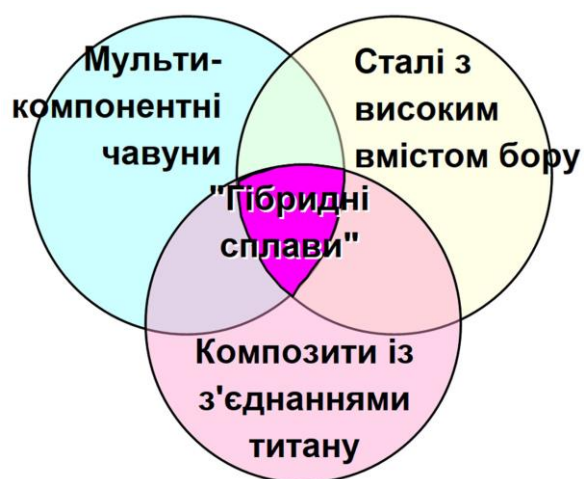 Мульти-
компонентні
чавуни
Сталі з
високим
вмістом бору
"Гібридні
сплави"
Композити із
з'єднаннями
титану